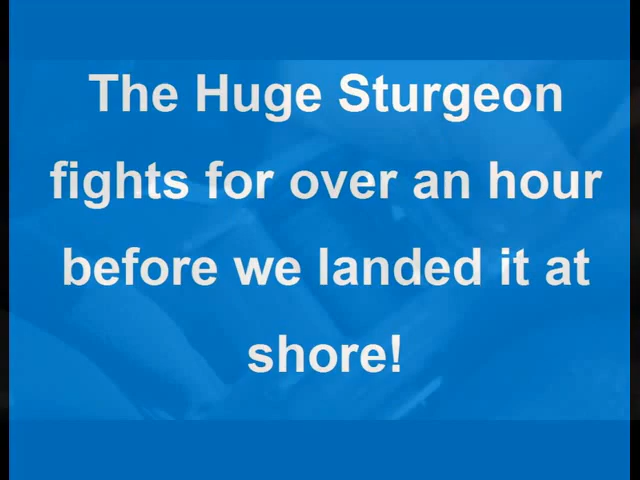 The Huge Sturgeon
fights for over an hour
before we landed it at
shore!